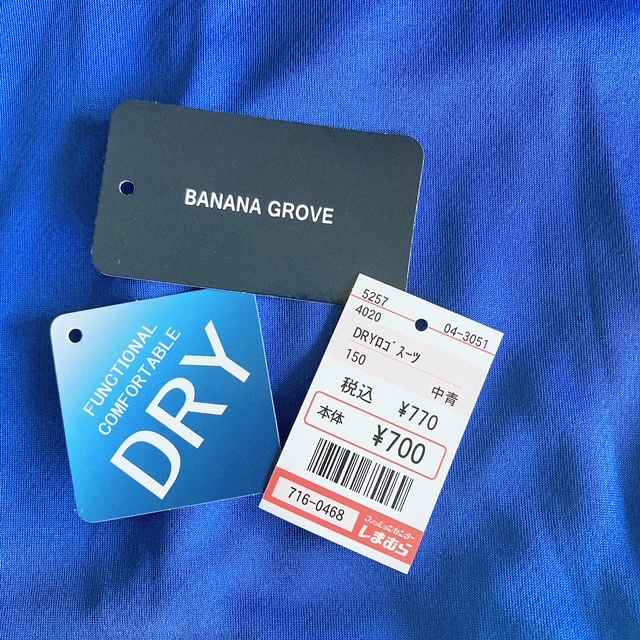 BANANA GROVE
FUNCTIONAL
COMFORTABLE
DRY
5257
4020
04-3051
DRYﾛｺﾞｽｰﾂ
150
中青
税込 ¥770
本体 ¥700
716-0468
ファッションセンター
しまむら